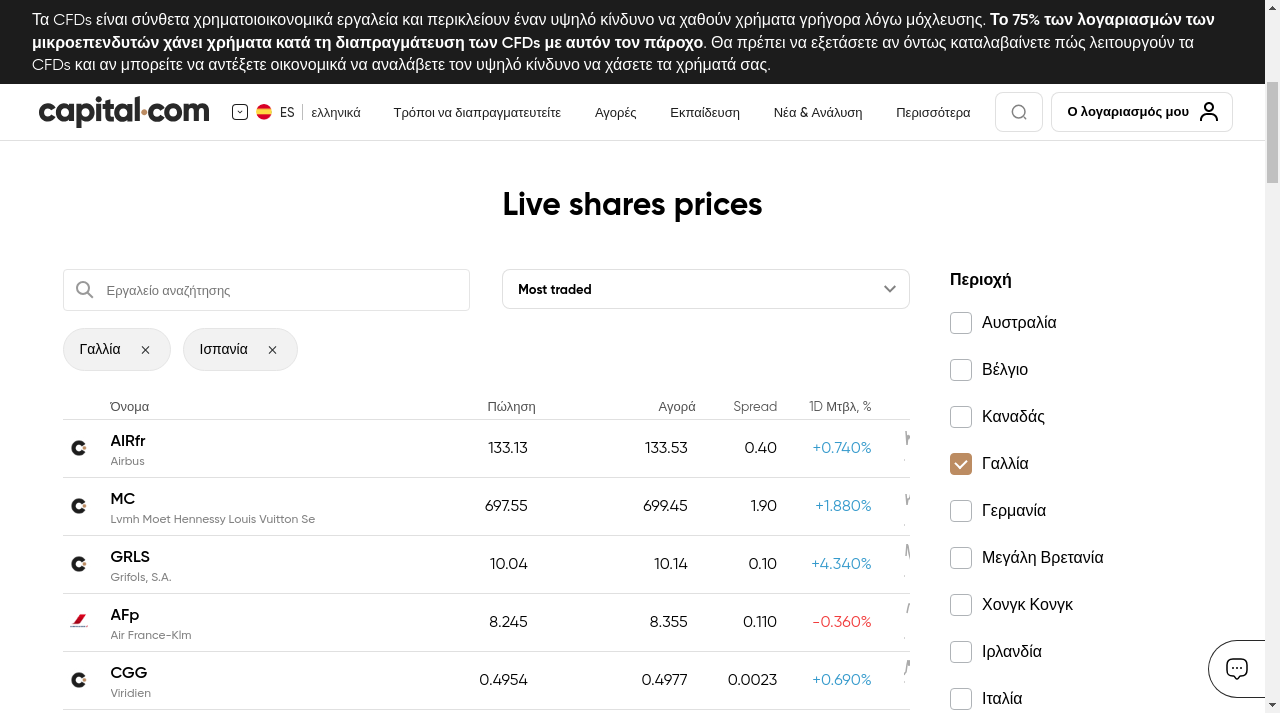 Τα CFDs είναι σύνθετα χρηματοοικονομικά εργαλεία και περικλείουν έναν υψηλό κίνδυνο να χαθούν χρήματα γρήγορα λόγω μόχλευσης. Το 75% των λογαριασμών των
μικροεπενδυτών χάνει χρήματα κατά τη διαπραγμάτευση των CFDs με αυτόν τον πάροχο. Θα πρέπει να εξετάσετε αν όντως καταλαβαίνετε πώς λειτουργούν τα
CFDs και αν μπορείτε να αντέξετε οικονομικά να αναλάβετε τον υψηλό κίνδυνο να χάσετε τα χρήματά σας.
capital.com ES ελληνικά Τρόποι να διαπραγματευτείτε Αγορές Εκπαίδευση Νέα & Ανάλυση Περισσότερα Ο λογαριασμός μου
Live shares prices
Εργαλείο αναζήτησης
Most traded
Γαλλία
Ισπανία
Όνομα Πώληση Αγορά Spread 1D Μτβλ, %
AIRfr 133.13 133.53 0.40 +0.740%
Airbus
MC 697.55 699.45 1.90 +1.880%
Lvmh Moet Hennessy Louis Vuitton Se
GRLS 10.04 10.14 0.10 +4.340%
Grifols, S.A.
AFp 8.245 8.355 0.110 -0.360%
Air France-Klm
CGG 0.4954 0.4977 0.0023 +0.690%
Viridien
Περιοχή
Αυστραλία
Βέλγιο
Καναδάς
Γαλλία
Γερμανία
Μεγάλη Βρετανία
Χονγκ Κονγκ
Ιρλανδία
Ιταλία